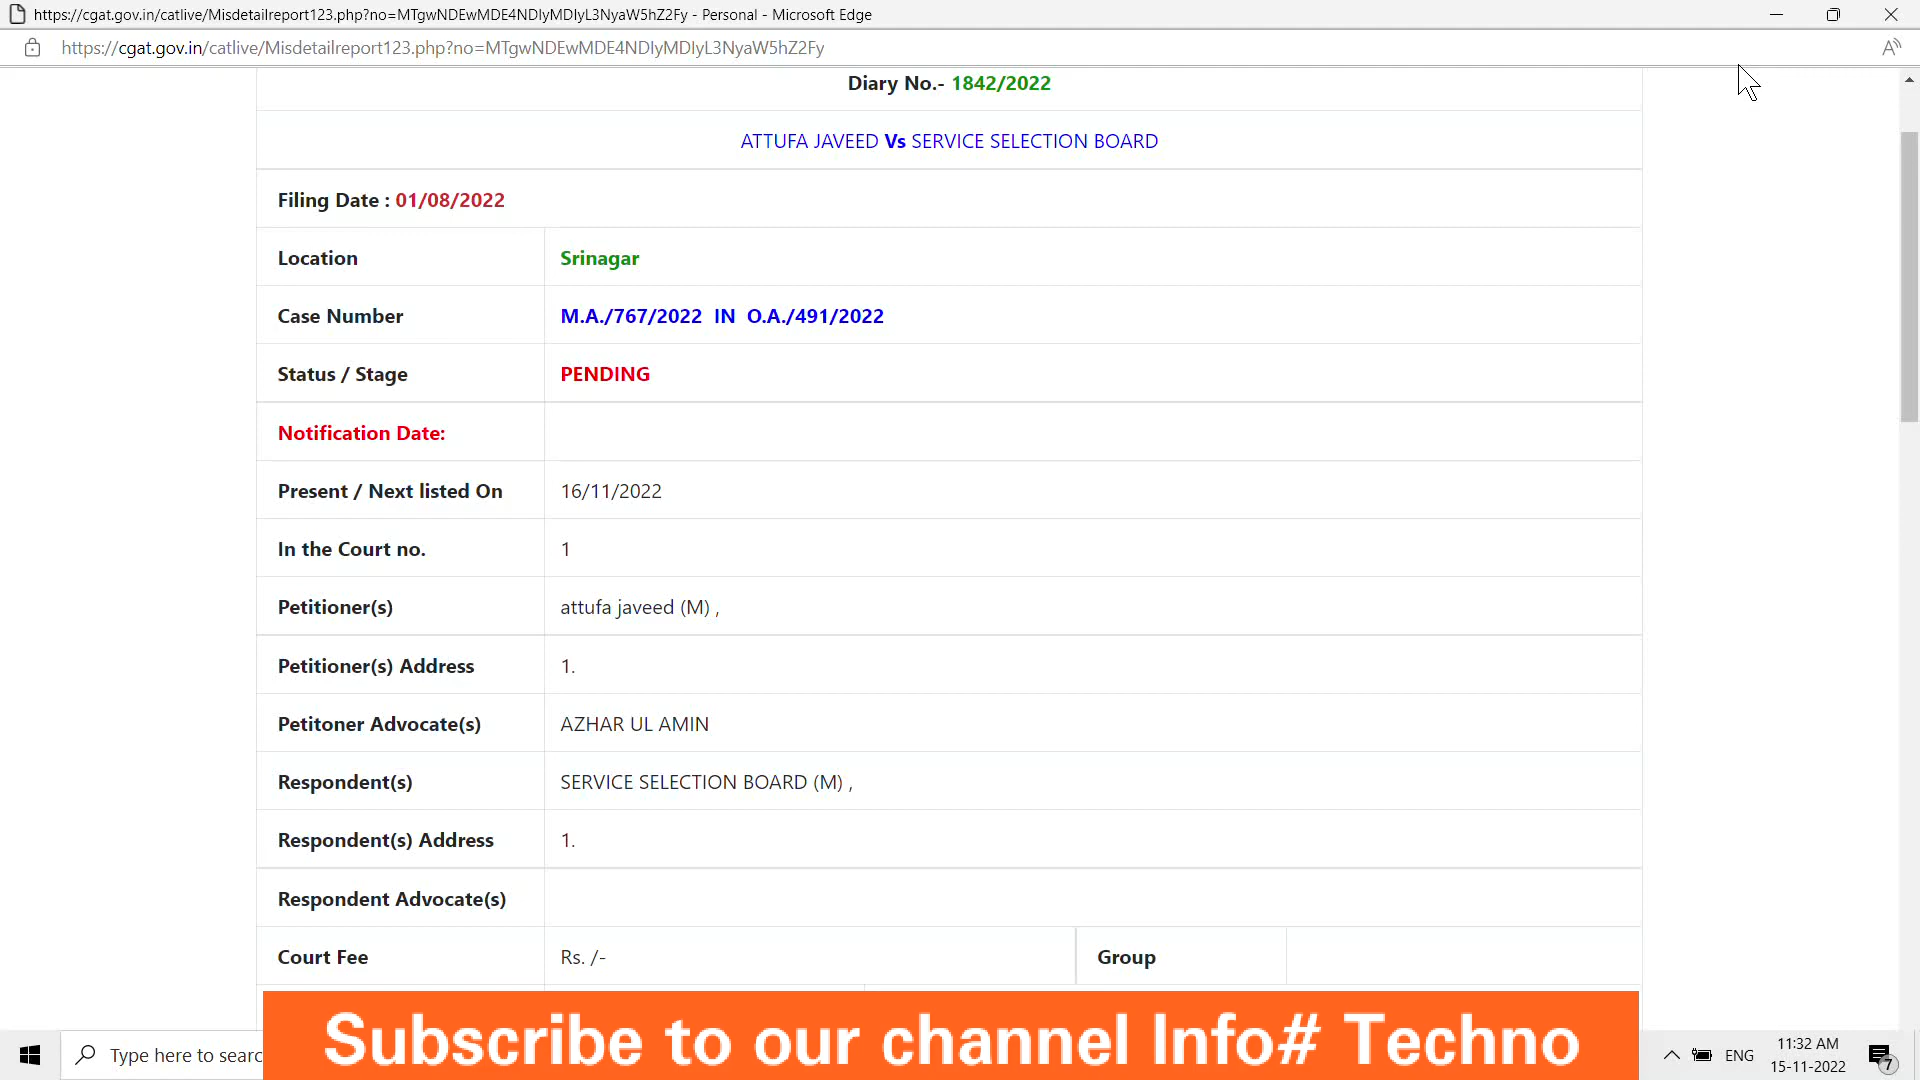 https://cgat.gov.in/catlive/Misdetailreport123.php?no=MTgwNDEwMDE4NDIyMDIyL3NyaW5hZ2Fy - Personal - Microsoft Edge
https://cgat.gov.in/catlive/Misdetailreport123.php?no=MTgwNDEwMDE4NDIyMDIyL3NyaW5hZ2Fy
Diary No.- 1842/2022
ATTUFA JAVEED Vs SERVICE SELECTION BOARD
Filing Date : 01/08/2022
Location Srinagar
Case Number M.A./767/2022 IN O.A./491/2022
Status / Stage PENDING
Notification Date:
Present / Next listed On 16/11/2022
In the Court no. 1
Petitioner(s) attufa javeed (M) ,
Petitioner(s) Address 1.
Petitoner Advocate(s) AZHAR UL AMIN
Respondent(s) SERVICE SELECTION BOARD (M) ,
Respondent(s) Address 1.
Respondent Advocate(s)
Court Fee Rs. /- Group
Subscribe to our channel Info# Techno
Type here to searc
ENG
11:32 AM
15-11-2022
7